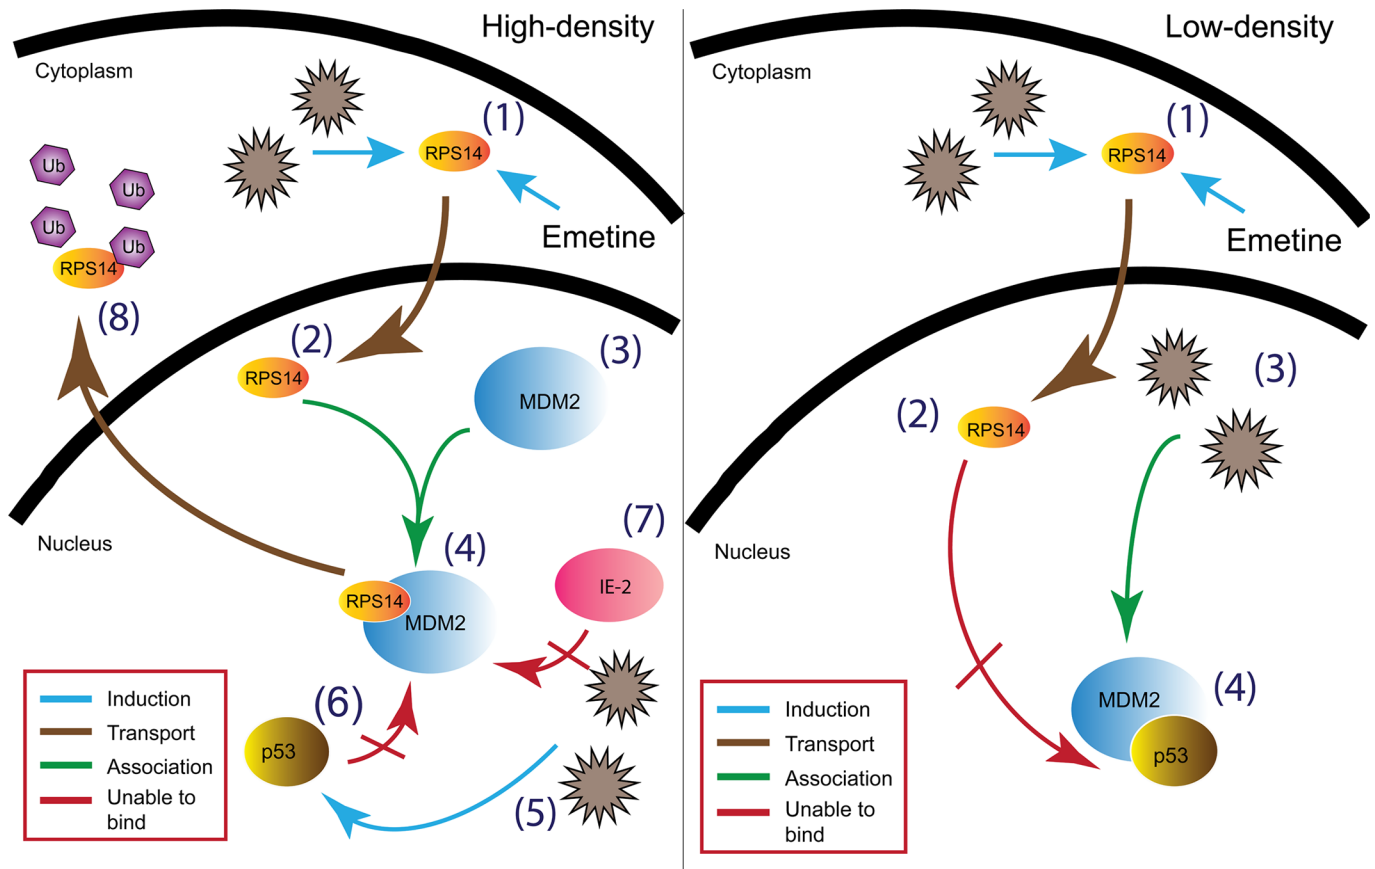 High-density
Cytoplasm
(1)
RPS14
Ub
Ub
Ub
Ub
RPS14
Emetine
(8)
(2)
RPS14
(3)
MDM2
Nucleus
(4)
RPS14
MDM2
(7)
IE-2
(6)
p53
(5)
Induction
Transport
Association
Unable to
bind
Low-density
Cytoplasm
(1)
RPS14
Emetine
(2)
RPS14
(3)
Nucleus
(4)
MDM2
p53
Induction
Transport
Association
Unable to
bind